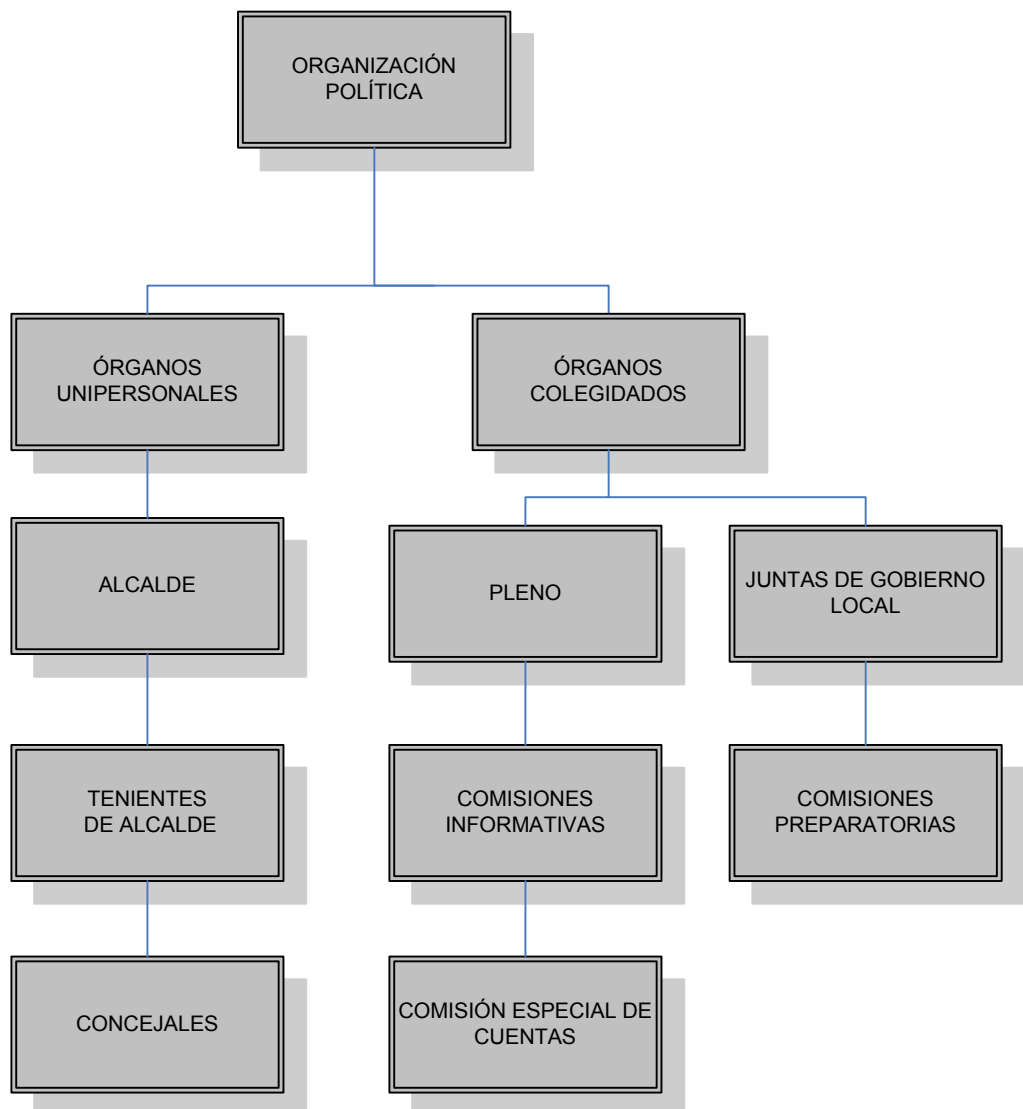 ORGANIZACIÓN
POLÍTICA
ÓRGANOS
UNIPERSONALES
ÓRGANOS
COLEGIDADOS
ALCALDE
PLENO
JUNTAS DE GOBIERNO
LOCAL
TENIENTES
DE ALCALDE
COMISIONES
INFORMATIVAS
COMISIONES
PREPARATORIAS
CONCEJALES
COMISIÓN ESPECIAL DE
CUENTAS